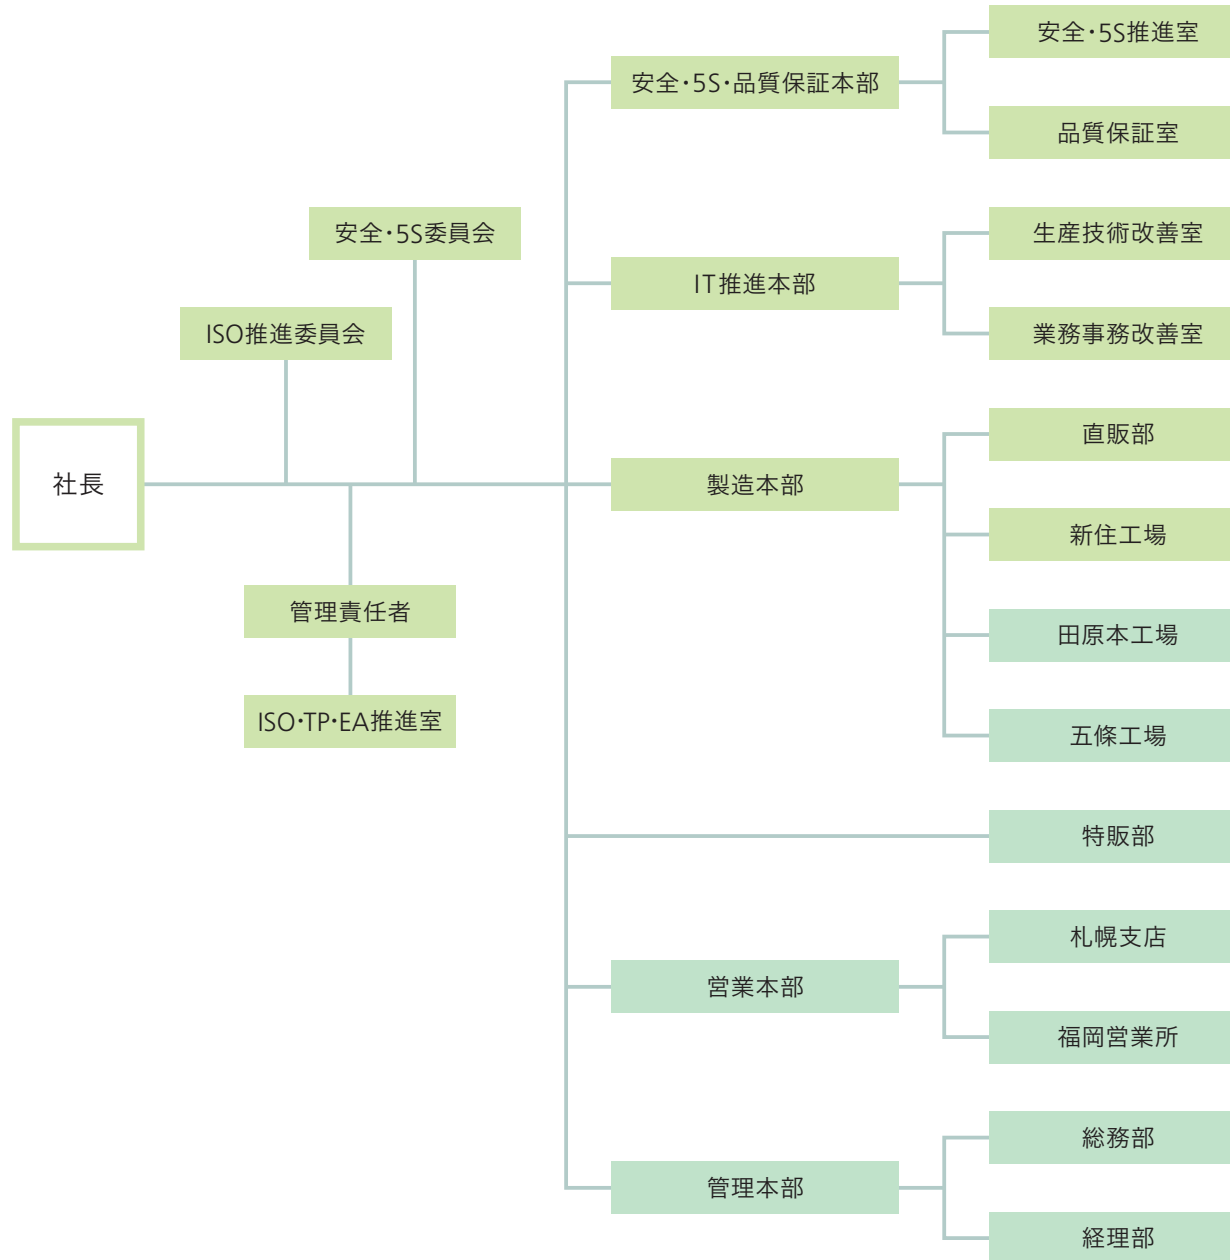 社長
ISO推進委員会
安全・5S委員会
管理責任者
ISO・TP・EA推進室
安全・5S・品質保証本部
安全・5S推進室
品質保証室
IT推進本部
生産技術改善室
業務事務改善室
製造本部
直販部
新住工場
田原本工場
五條工場
特販部
営業本部
札幌支店
福岡営業所
管理本部
総務部
経理部